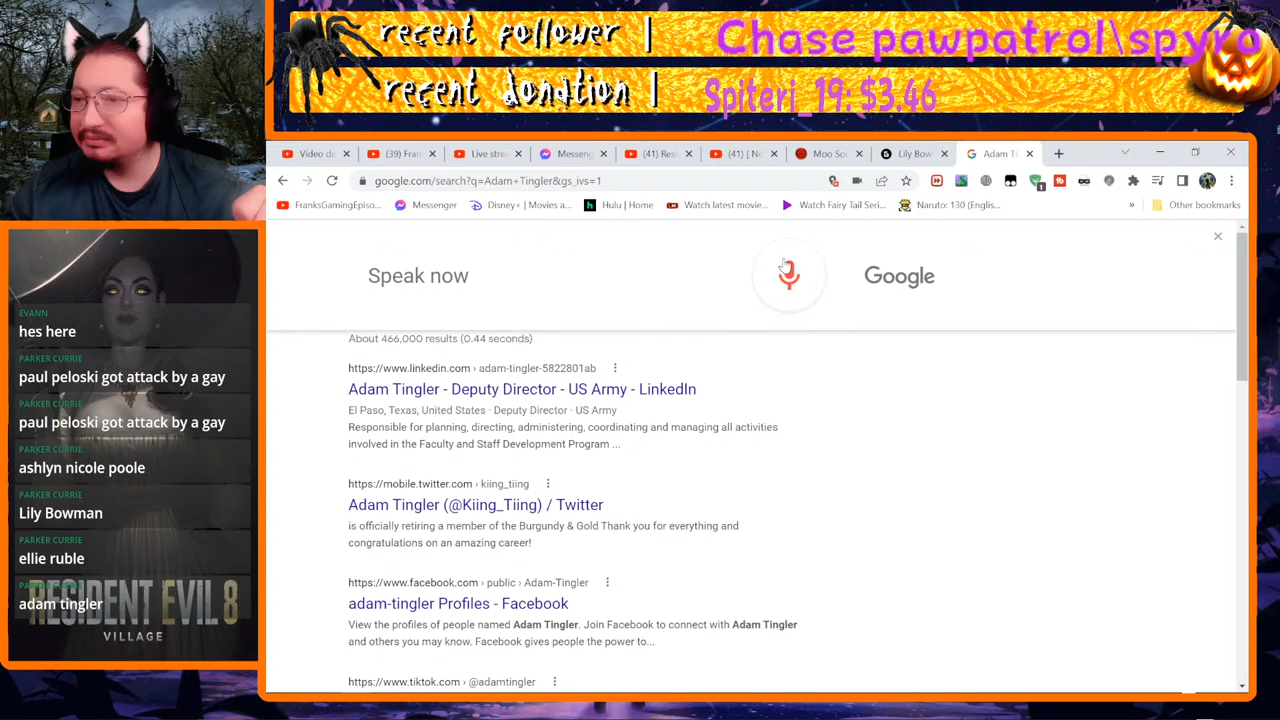 recent follower |
Chase pawpatrol\spyro
recent donation |
Spiteri_19: $3.46
Video de
(39) Fran
Live stre
Messeng
(41) Resi
(41) [ No
Moo Sou
Lily Bow
Adam Ti
google.com/search?q=Adam+Tingler&gs_ivs=1
1
FranksGamingEpiso...
Messenger
Disney+ | Movies a...
Hulu | Home
Watch latest movie...
Watch Fairy Tail Seri...
Naruto: 130 (Englis...
»
Other bookmarks
Speak now
Google
About 466,000 results (0.44 seconds)
https://www.linkedin.com › adam-tingler-5822801ab
Adam Tingler - Deputy Director - US Army - LinkedIn
El Paso, Texas, United States · Deputy Director · US Army
Responsible for planning, directing, administering, coordinating and managing all activities
involved in the Faculty and Staff Development Program ...
https://mobile.twitter.com › kiing_tiing
Adam Tingler (@Kiing_Tiing) / Twitter
is officially retiring a member of the Burgundy & Gold Thank you for everything and
congratulations on an amazing career!
https://www.facebook.com › public › Adam-Tingler
adam-tingler Profiles - Facebook
View the profiles of people named Adam Tingler. Join Facebook to connect with Adam Tingler
and others you may know. Facebook gives people the power to...
https://www.tiktok.com › @adamtingler
EVANN
hes here
PARKER CURRIE
paul peloski got attack by a gay
PARKER CURRIE
paul peloski got attack by a gay
PARKER CURRIE
ashlyn nicole poole
PARKER CURRIE
Lily Bowman
PARKER CURRIE
ellie ruble
PARKER CURRIE
adam tingler
RESIDENT EVIL 8
VILLAGE